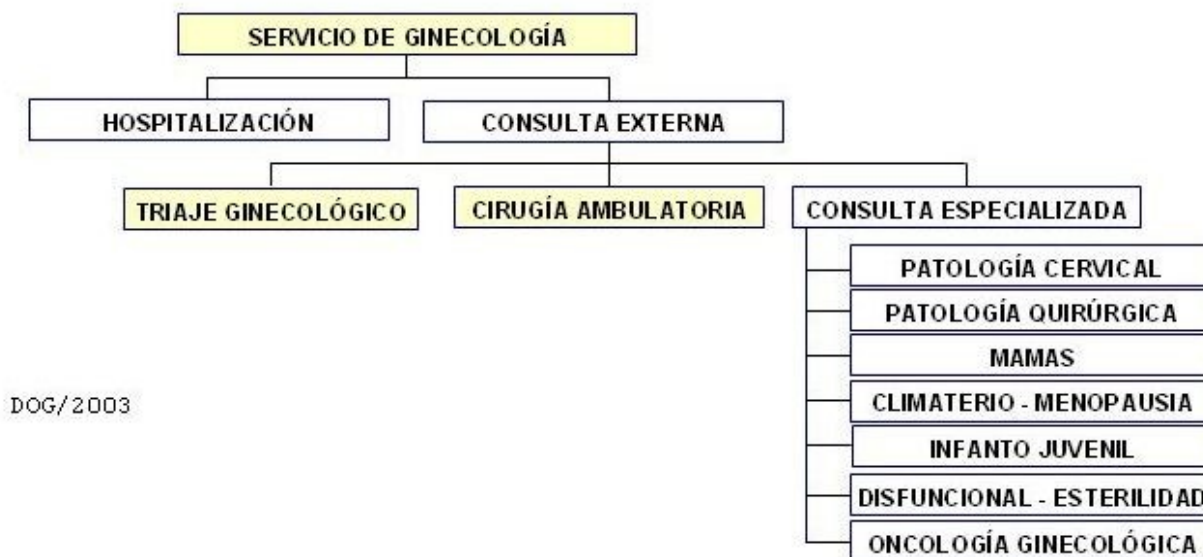 SERVICIO DE GINECOLOGÍA
HOSPITALIZACIÓN
CONSULTA EXTERNA
TRIAJE GINECOLÓGICO
CIRUGÍA AMBULATORIA
CONSULTA ESPECIALIZADA
PATOLOGÍA CERVICAL
PATOLOGÍA QUIRÚRGICA
MAMAS
CLIMATERIO - MENOPAUSIA
INFANTO JUVENIL
DISFUNCIONAL - ESTERILIDAD
ONCOLOGÍA GINECOLÓGICA
DOG/2003